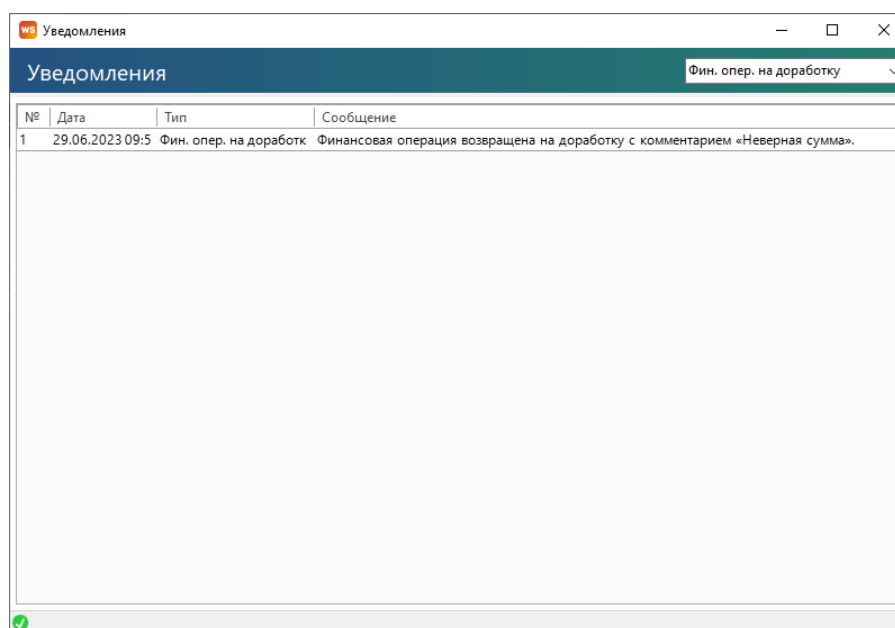 WS Уведомления
Уведомления
Фин. опер. на доработку
№ Дата Тип Сообщение
1 29.06.2023 09:5 Фин. опер. на доработк Финансовая операция возвращена на доработку с комментарием «Неверная сумма».